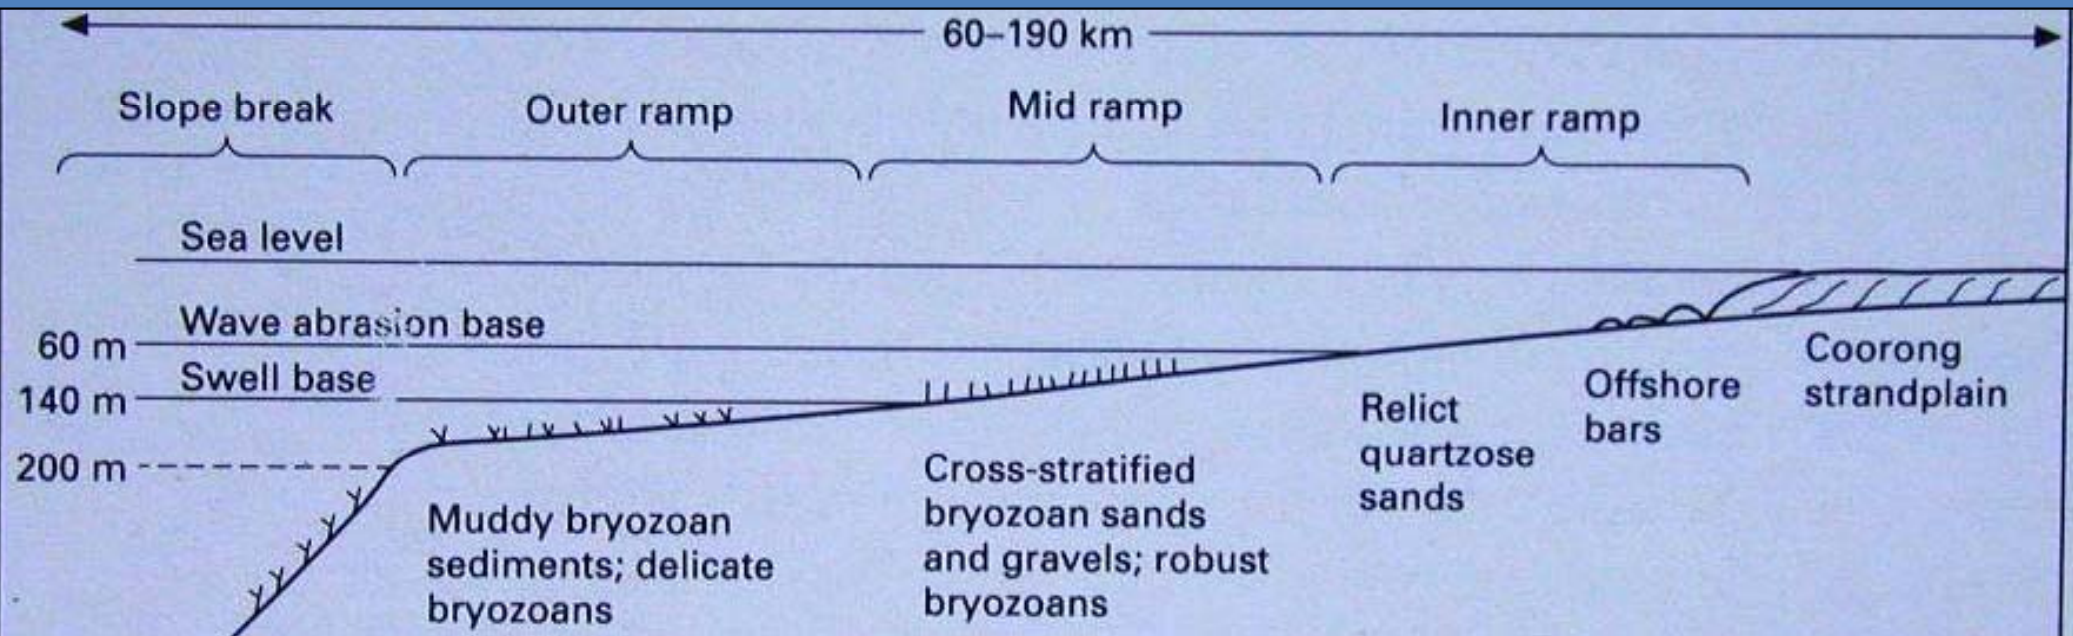 60–190 km
Slope break
Outer ramp
Mid ramp
Inner ramp
Sea level
Wave abrasion base
60 m
Swell base
140 m
200 m
Muddy bryozoan
sediments; delicate
bryozoans
Cross-stratified
bryozoan sands
and gravels; robust
bryozoans
Relict
quartzose
sands
Offshore
bars
Coorong
strandplain